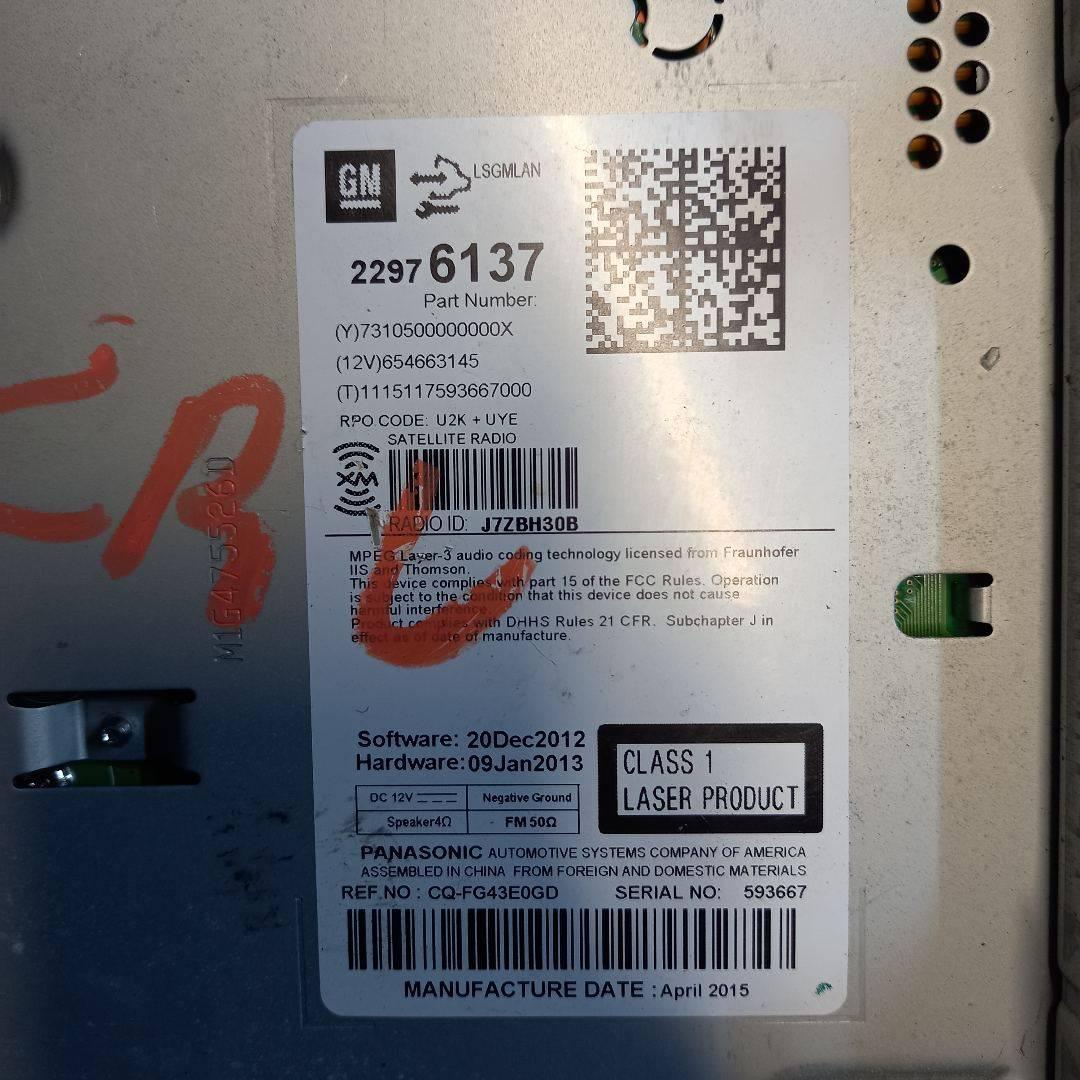 GM
LSGMLAN
22976137
Part Number:
(Y)7310500000000X
(12V)654663145
(T)1115117593667000
RPO CODE: U2K + UYE
SATELLITE RADIO
XM
RADIO ID: J7ZBH30B
MPEG Layer-3 audio coding technology licensed from Fraunhofer
IIS and Thomson.
This device complies with part 15 of the FCC Rules. Operation
is subject to the condition that this device does not cause
harmful interference.
Product complies with DHHS Rules 21 CFR. Subchapter J in
effect as of date of manufacture.
M1G475526D
Software: 20Dec2012
Hardware: 09Jan2013
CLASS 1
LASER PRODUCT
DC 12V Negative Ground
Speaker4Ω - FM 50Ω
PANASONIC AUTOMOTIVE SYSTEMS COMPANY OF AMERICA
ASSEMBLED IN CHINA FROM FOREIGN AND DOMESTIC MATERIALS
REF.NO : CQ-FG43E0GD SERIAL NO: 593667
MANUFACTURE DATE : April 2015